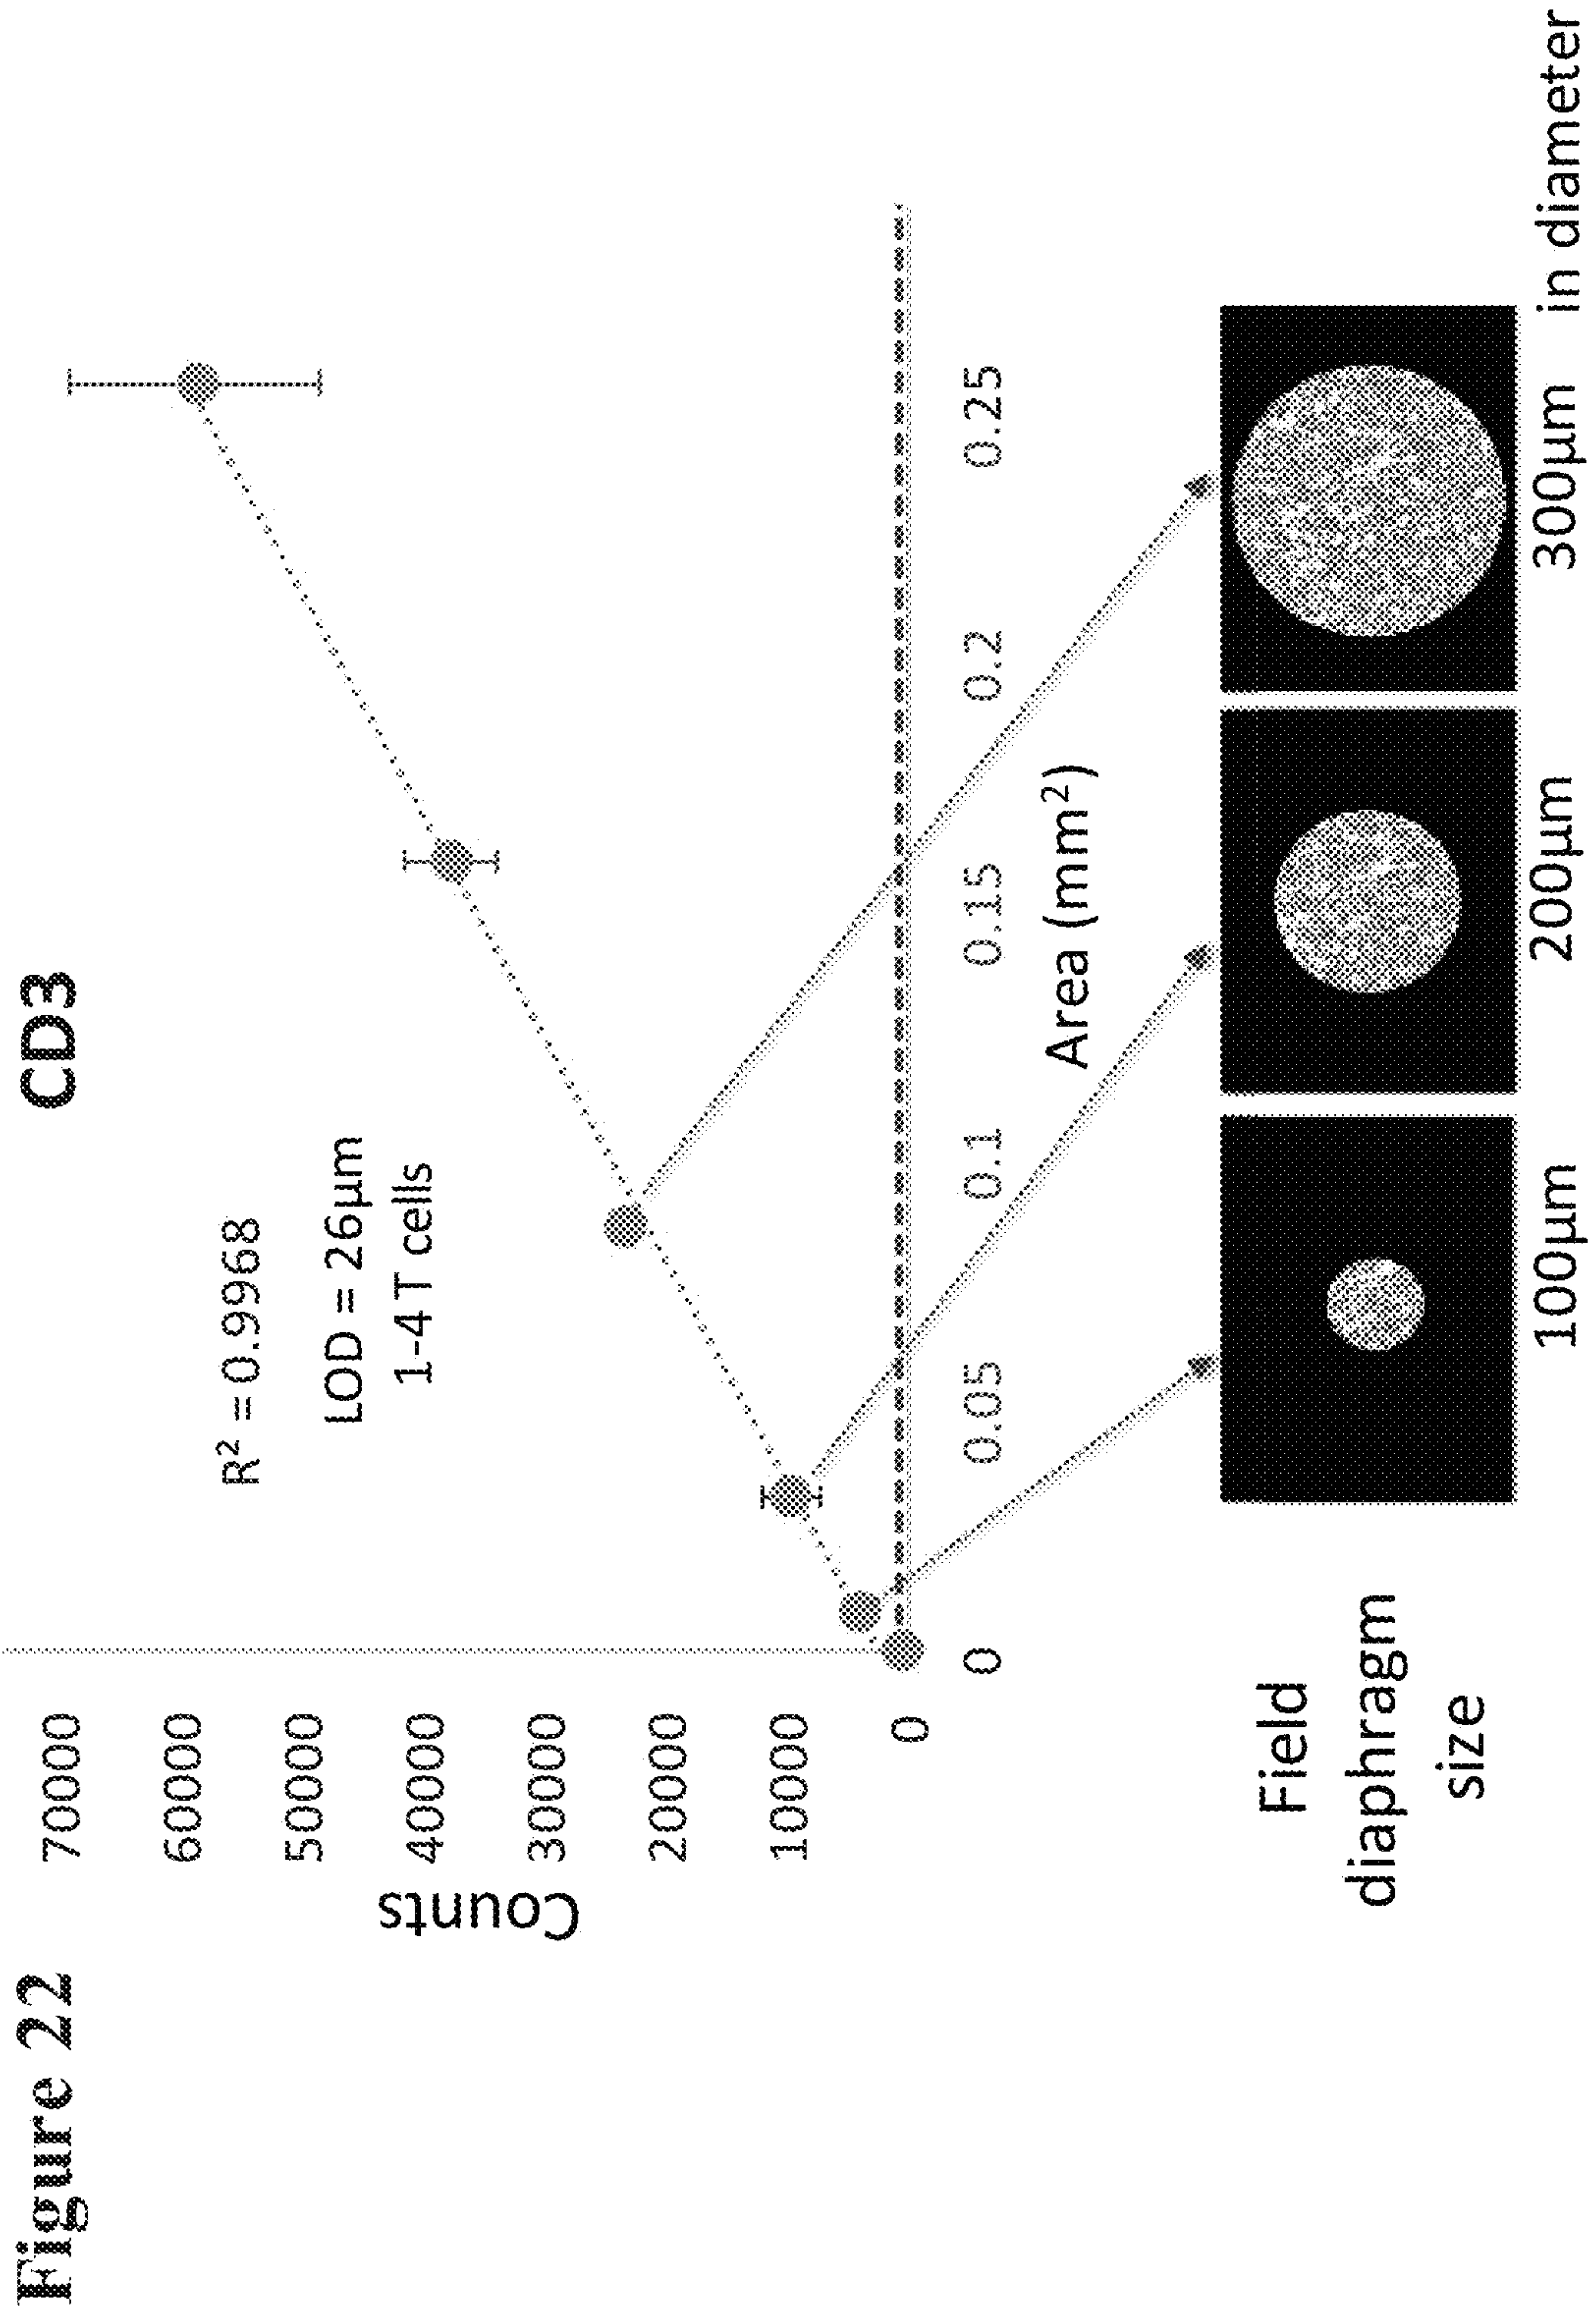 Figure 22
CD3
R² = 0.9968
LOD = 26µm
1-4 T cells
Counts
70000
60000
50000
40000
30000
20000
10000
0
0
0.05
0.1
0.15
0.2
0.25
Area (mm²)
Field
diaphragm
size
100µm
200µm
300µm
in diameter